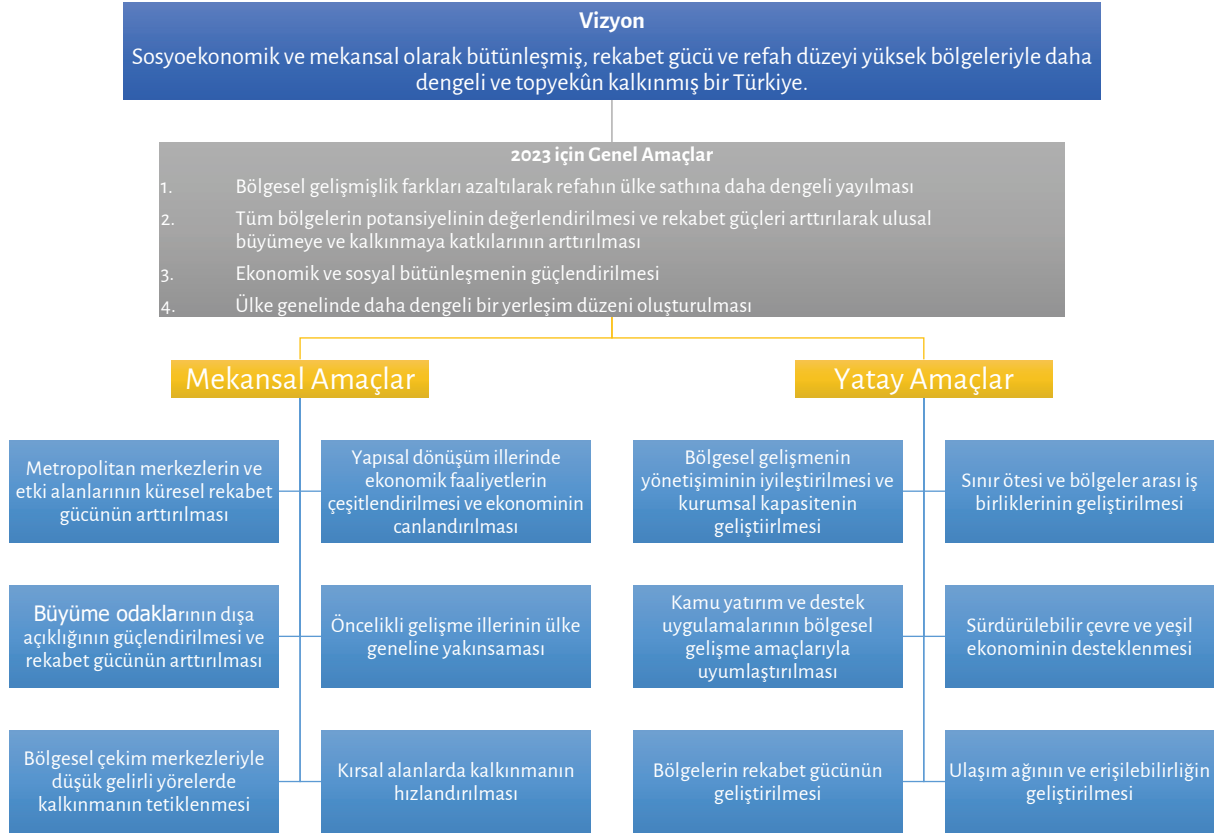 Vizyon
Sosyoekonomik ve mekansal olarak bütünleşmiş, rekabet gücü ve refah düzeyi yüksek bölgeleriyle daha
dengeli ve topyekûn kalkınmış bir Türkiye.
2023 için Genel Amaçlar
1. Bölgesel gelişmişlik farkları azaltılarak refahın ülke sathına daha dengeli yayılması
2. Tüm bölgelerin potansiyelinin değerlendirilmesi ve rekabet güçleri arttırılarak ulusal
büyümeye ve kalkınmaya katkılarının arttırılması
3. Ekonomik ve sosyal bütünleşmenin güçlendirilmesi
4. Ülke genelinde daha dengeli bir yerleşim düzeni oluşturulması
Mekansal Amaçlar
Metropolitan merkezlerin ve
etki alanlarının küresel rekabet
gücünün arttırılması
Yapısal dönüşüm illerinde
ekonomik faaliyetlerin
çeşitlendirilmesi ve ekonominin
canlandırılması
Büyüme odaklarının dışa
açıklığının güçlendirilmesi ve
rekabet gücünün arttırılması
Öncelikli gelişme illerinin ülke
geneline yakınsaması
Bölgesel çekim merkezleriyle
düşük gelirli yörelerde
kalkınmanın tetiklenmesi
Kırsal alanlarda kalkınmanın
hızlandırılması
Yatay Amaçlar
Bölgesel gelişmenin
yönetişiminin iyileştirilmesi ve
kurumsal kapasitenin
geliştiirlmesi
Sınır ötesi ve bölgeler arası iş
birliklerinin geliştirilmesi
Kamu yatırım ve destek
uygulamalarının bölgesel
gelişme amaçlarıyla
uyumlaştırılması
Sürdürülebilir çevre ve yeşil
ekonominin desteklenmesi
Bölgelerin rekabet gücünün
geliştirilmesi
Ulaşım ağının ve erişilebilirliğin
geliştirilmesi